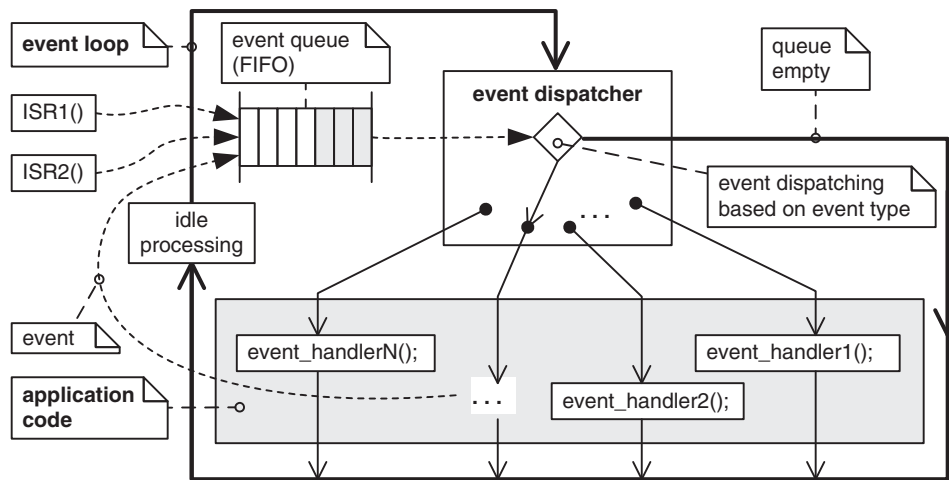 event loop
event queue
(FIFO)
queue
empty
event dispatcher
ISR1()
ISR2()
event dispatching
based on event type
. . .
idle
processing
event
event_handlerN();
event_handler1();
application
code
. . .
event_handler2();